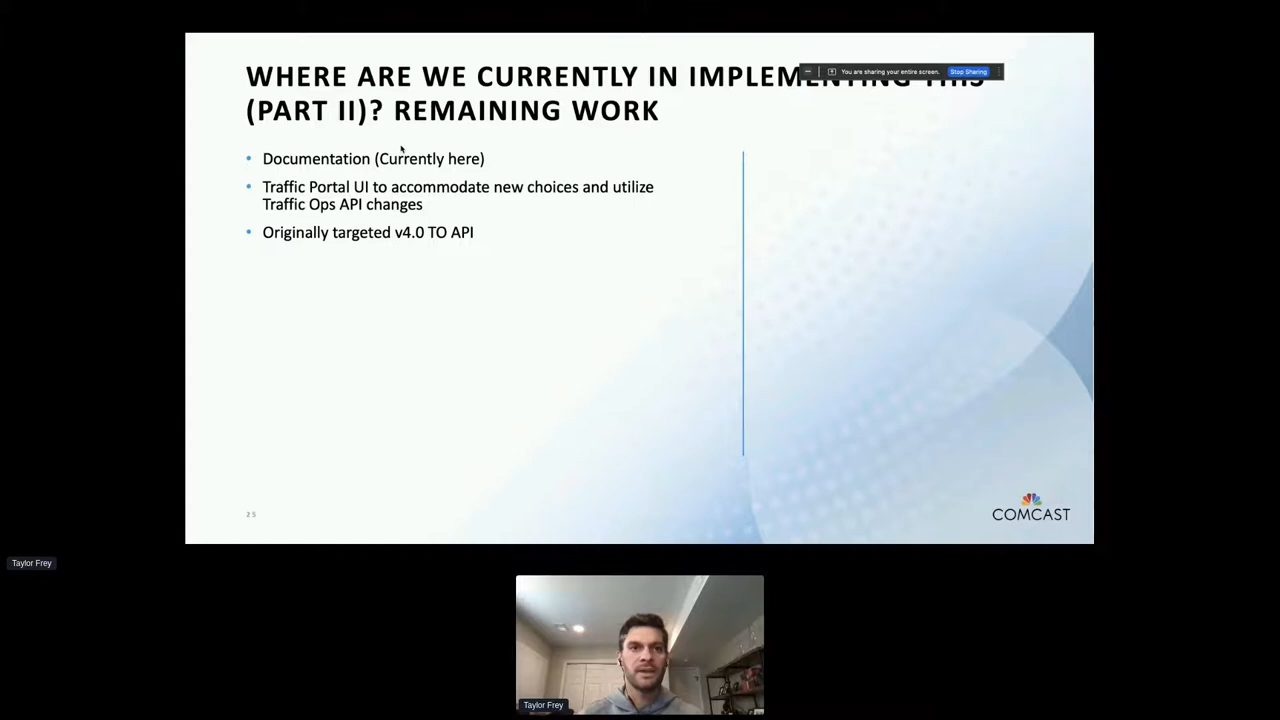 WHERE ARE WE CURRENTLY IN IMPLEMENTING THIS
You are sharing your entire screen.
Stop Sharing
(PART II)? REMAINING WORK
• Documentation (Currently here)
• Traffic Portal UI to accommodate new choices and utilize
Traffic Ops API changes
• Originally targeted v4.0 TO API
25
COMCAST
Taylor Frey
Taylor Frey